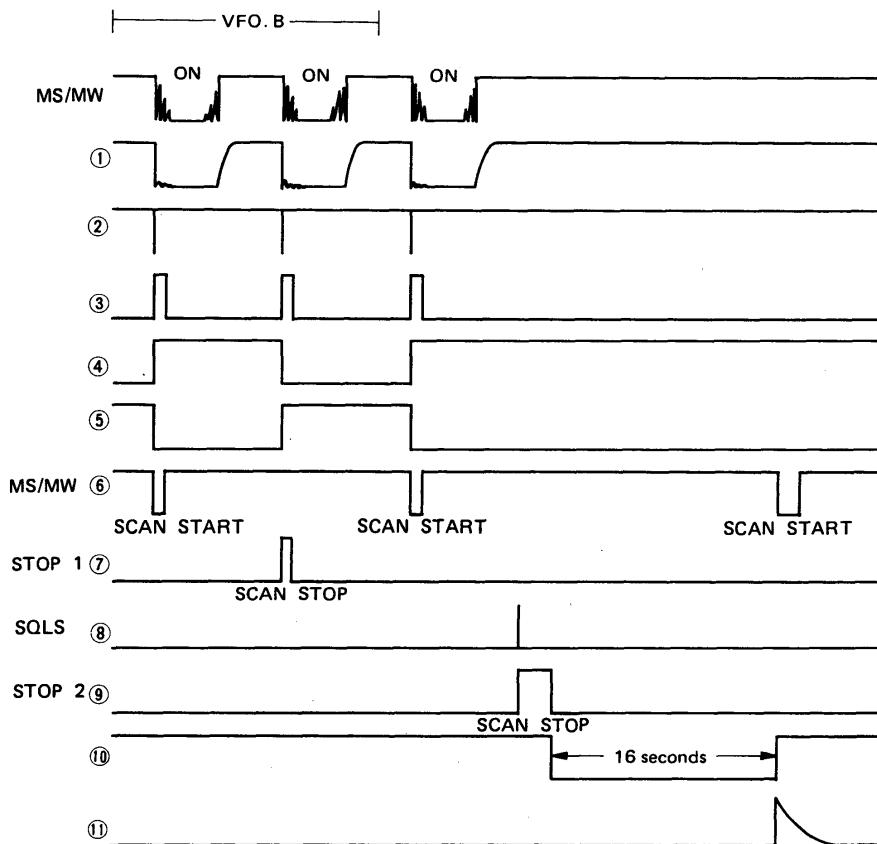 VFO. B
ON ON ON
MS/MW
①
②
③
④
⑤
MS/MW ⑥
SCAN START SCAN START SCAN START
STOP 1 ⑦
SCAN STOP
SQLS ⑧
STOP 2 ⑨
SCAN STOP
⑩ 16 seconds
⑪